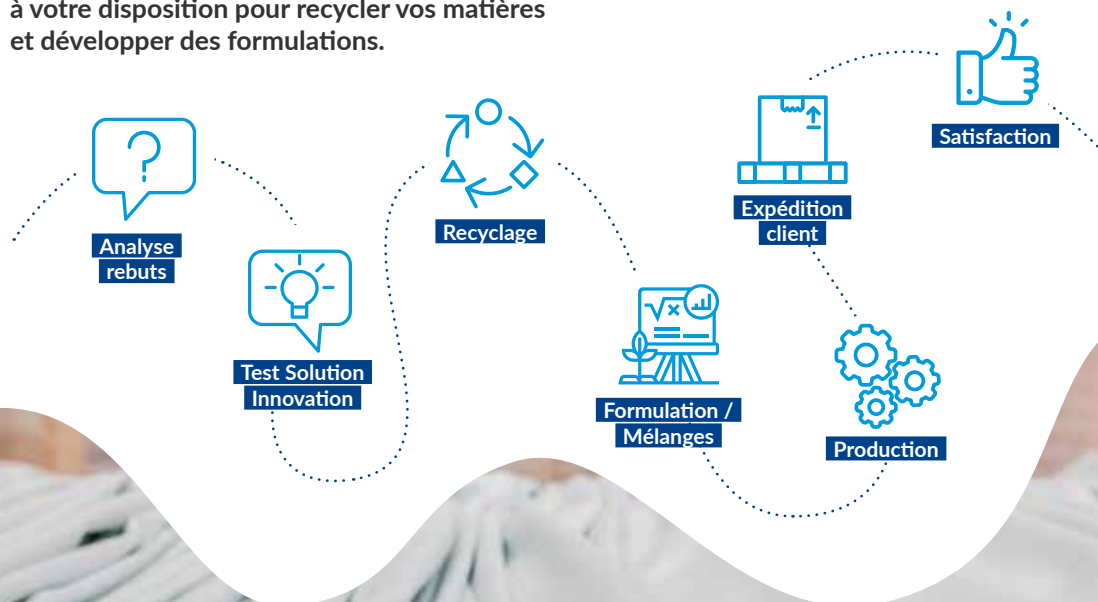 à votre disposition pour recycler vos matières
et développer des formulations.
Analyse
rebuts
Test Solution
Innovation
Recyclage
√x
Formulation /
Mélanges
Production
Expédition
client
Satisfaction